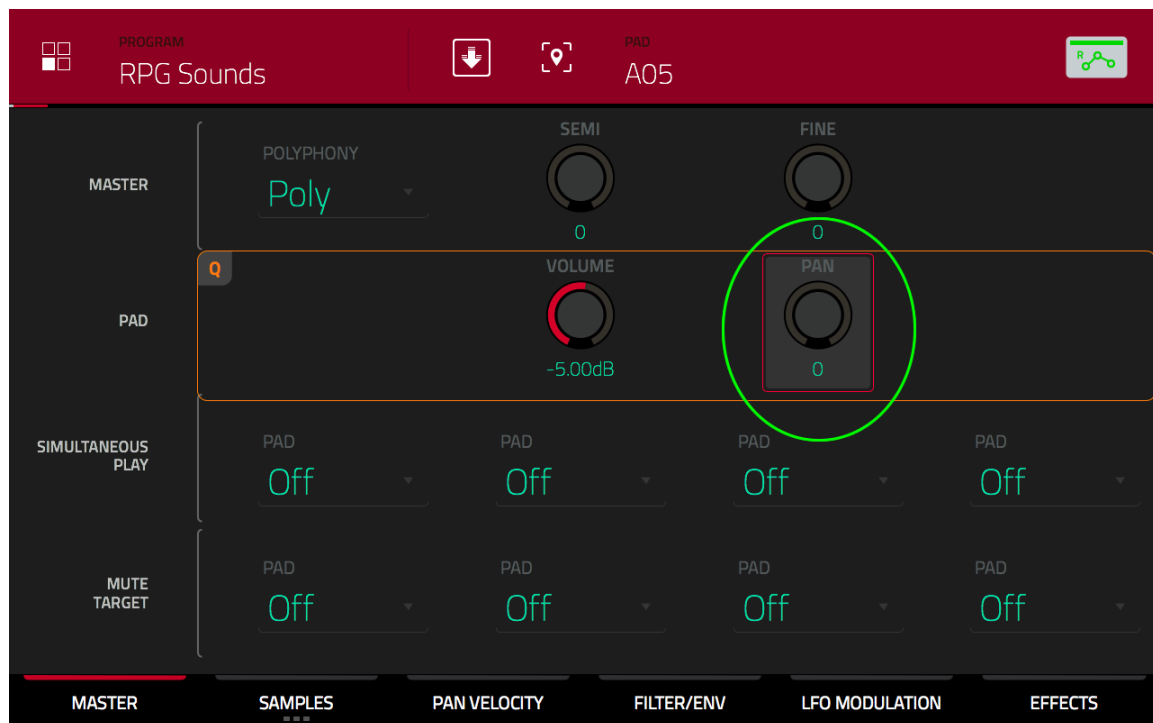 PROGRAM
RPG Sounds
PAD
A05
R
MASTER
POLYPHONY
Poly
SEMI
0
FINE
0
Q
PAD
VOLUME
-5.00dB
PAN
0
SIMULTANEOUS
PLAY
PAD
Off
PAD
Off
PAD
Off
PAD
Off
MUTE
TARGET
PAD
Off
PAD
Off
PAD
Off
PAD
Off
MASTER
SAMPLES
PAN VELOCITY
FILTER/ENV
LFO MODULATION
EFFECTS